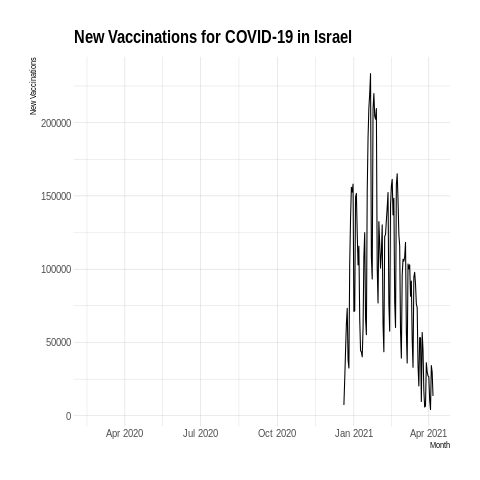 New Vaccinations for COVID-19 in Israel
New Vaccinations
200000
150000
100000
50000
0
Apr 2020 Jul 2020 Oct 2020 Jan 2021 Apr 2021
Month